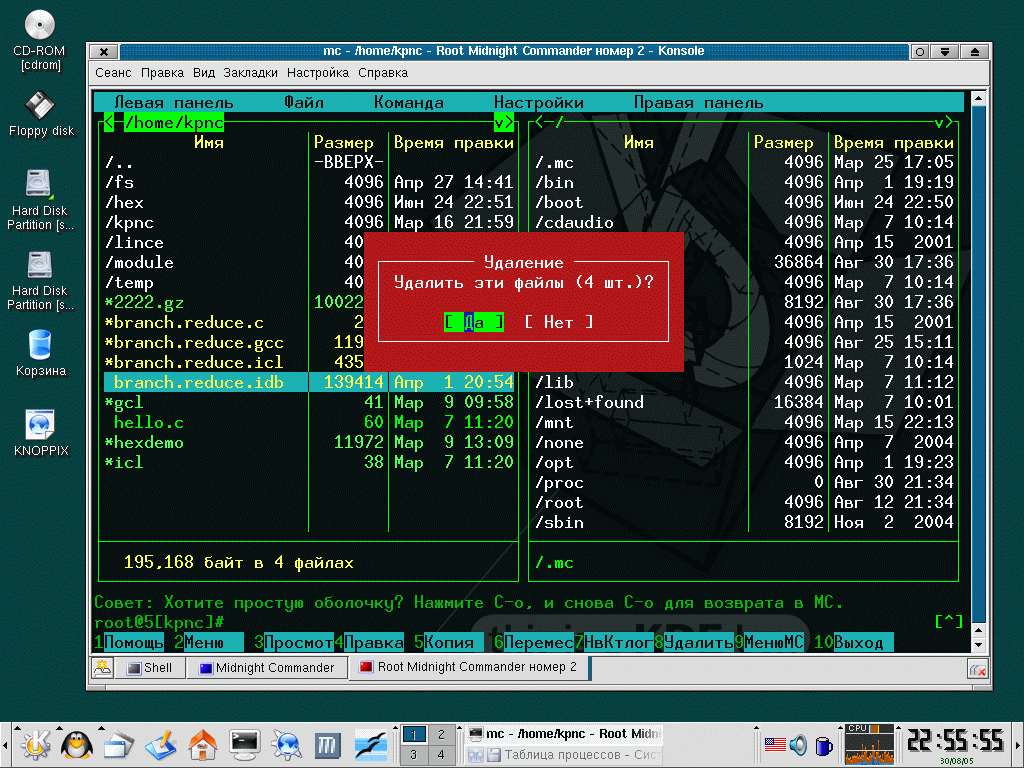 CD-ROM
[cdrom]
Floppy disk
Hard Disk
Partition [s...
Hard Disk
Partition [s...
Корзина
KNOPPIX
mc - /home/kpnc - Root Midnight Commander номер 2 - Konsole
Сеанс Правка Вид Закладки Настройка Справка
Левая панель Файл Команда Настройки Правая панель
< /home/kpnc v>
Имя Размер Время правки
/.. -ВВЕРХ-
/fs 4096 Апр 27 14:41
/hex 4096 Июн 24 22:51
/kpnc 4096 Мар 16 21:59
/lince 40
/module 40
/temp 40
*2222.gz 10022
*branch.reduce.c 2
*branch.reduce.gcc 119
*branch.reduce.icl 435
branch.reduce.idb 139414 Апр 1 20:54
*gcl 41 Мар 9 09:58
hello.c 60 Мар 7 11:20
*hexdemo 11972 Мар 9 13:09
*icl 38 Мар 7 11:20
195,168 байт в 4 файлах
< / v>
Имя Размер Время правки
/.mc 4096 Мар 25 17:05
/bin 4096 Апр 1 19:19
/boot 4096 Июн 24 22:50
/cdaudio 4096 Мар 7 10:14
4096 Апр 15 2001
36864 Авг 30 17:36
4096 Мар 7 10:14
8192 Авг 30 17:36
4096 Апр 15 2001
4096 Авг 25 15:11
1024 Мар 7 10:14
/lib 4096 Мар 7 11:12
/lost+found 16384 Мар 7 10:01
/mnt 4096 Мар 15 22:13
/none 4096 Апр 7 2004
/opt 4096 Апр 1 19:23
/proc 0 Авг 30 21:34
/root 4096 Авг 12 21:34
/sbin 8192 Ноя 2 2004
/.mc
Удаление
Удалить эти файлы (4 шт.)?
[ Да ] [ Нет ]
Совет: Хотите простую оболочку? Нажмите C-o, и снова C-o для возврата в MC.
root@5[kpnc]# [^]
1Помощь 2Меню 3Просмот4Правка 5Копия 6Перемес7НвКтлог8Удалить9МенюMC 10Выход
Shell Midnight Commander Root Midnight Commander номер 2
1 2
3 4
mc - /home/kpnc - Root Midn
Таблица процессов - Сис
CPU
22:55:55
30/08/05